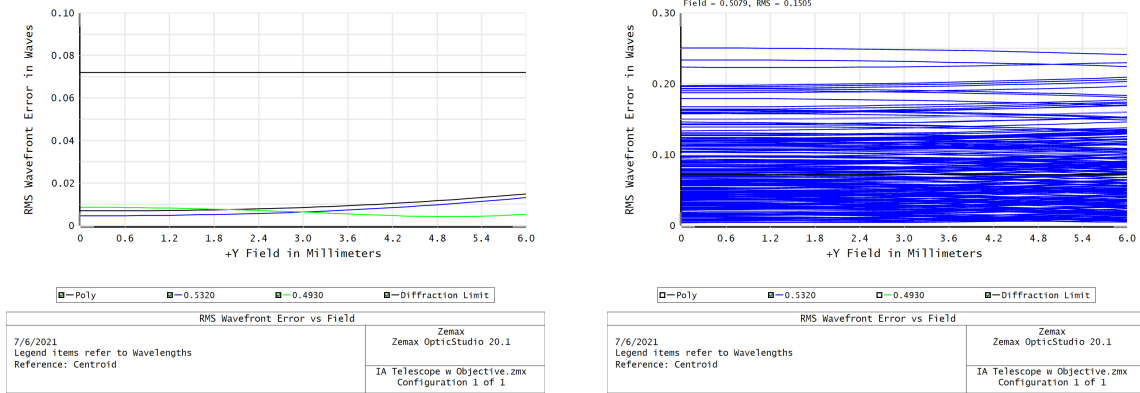 0.10
0.08
0.06
0.04
0.02
0
RMS Wavefront Error in Waves
0 0.6 1.2 1.8 2.4 3.0 3.6 4.2 4.8 5.4 6.0
+Y Field in Millimeters
Poly 0.5320 0.4930 Diffraction Limit
RMS Wavefront Error vs Field
7/6/2021
Legend items refer to Wavelengths
Reference: Centroid
Zemax
Zemax OpticStudio 20.1
IA Telescope w Objective.zmx
Configuration 1 of 1
Field = 0.5079, RMS = 0.1505
0.30
0.20
0.10
0
RMS Wavefront Error in Waves
0 0.6 1.2 1.8 2.4 3.0 3.6 4.2 4.8 5.4 6.0
+Y Field in Millimeters
Poly 0.5320 0.4930 Diffraction Limit
RMS Wavefront Error vs Field
7/6/2021
Legend items refer to Wavelengths
Reference: Centroid
Zemax
Zemax OpticStudio 20.1
IA Telescope w Objective.zmx
Configuration 1 of 1